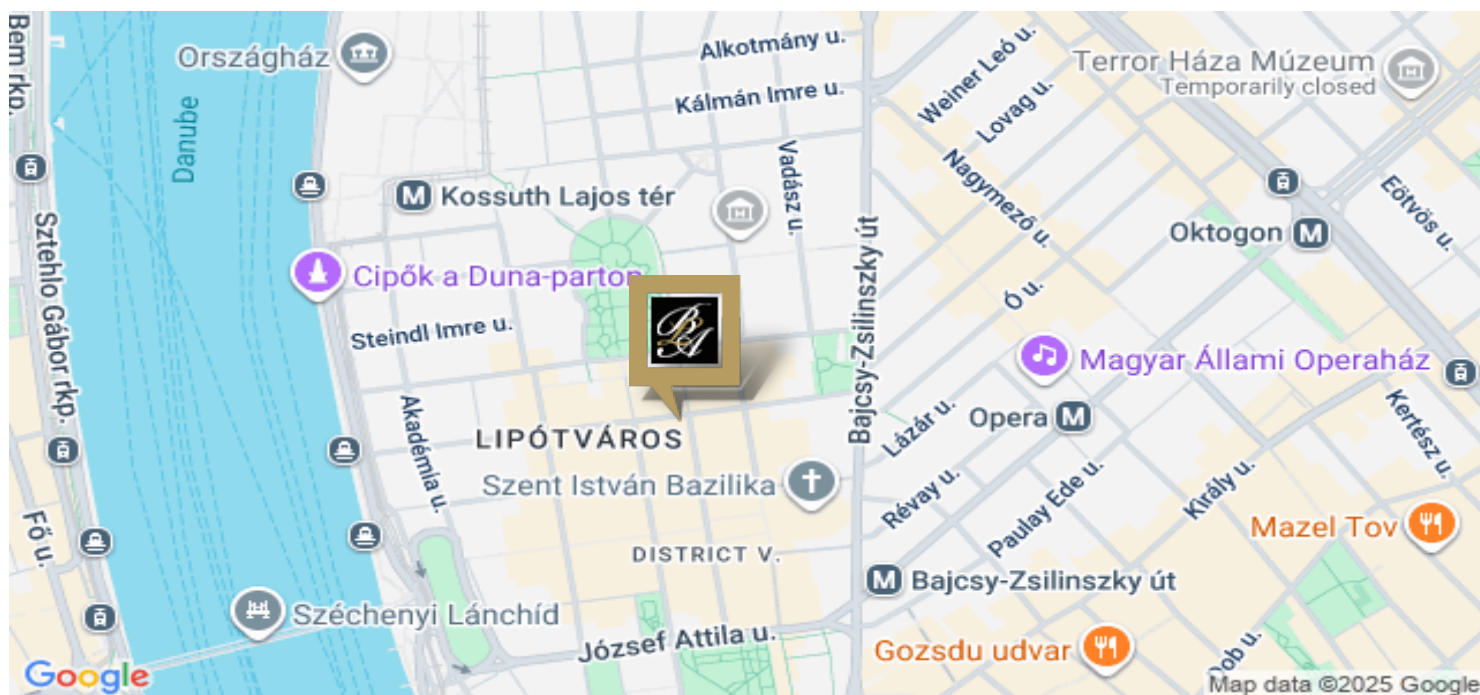 Bem rkp.
Országház
Alkotmány u.
Kálmán Imre u.
Weiner Leó u.
Lovag u.
Terror Háza Múzeum
Temporarily closed
Danube
Vadász u.
Nagymező u.
Eötvös u.
M Kossuth Lajos tér
Oktogon M
Sztehlo Gábor rkp.
Cipők a Duna-parton
Bajcsy-Zsilinszky út
Ó u.
Steindl Imre u.
BLA
Magyar Állami Operaház
Akadémia u.
Lázár u.
Opera M
Kertész u.
LIPÓTVÁROS
Szent István Bazilika
Révay u.
Paulay Ede u.
Király u.
Fő u.
Mazel Tov
DISTRICT V.
M Bajcsy-Zsilinszky út
Széchenyi Lánchíd
József Attila u.
Gozsdu udvar
Dob u.
Google
Map data ©2025 Google